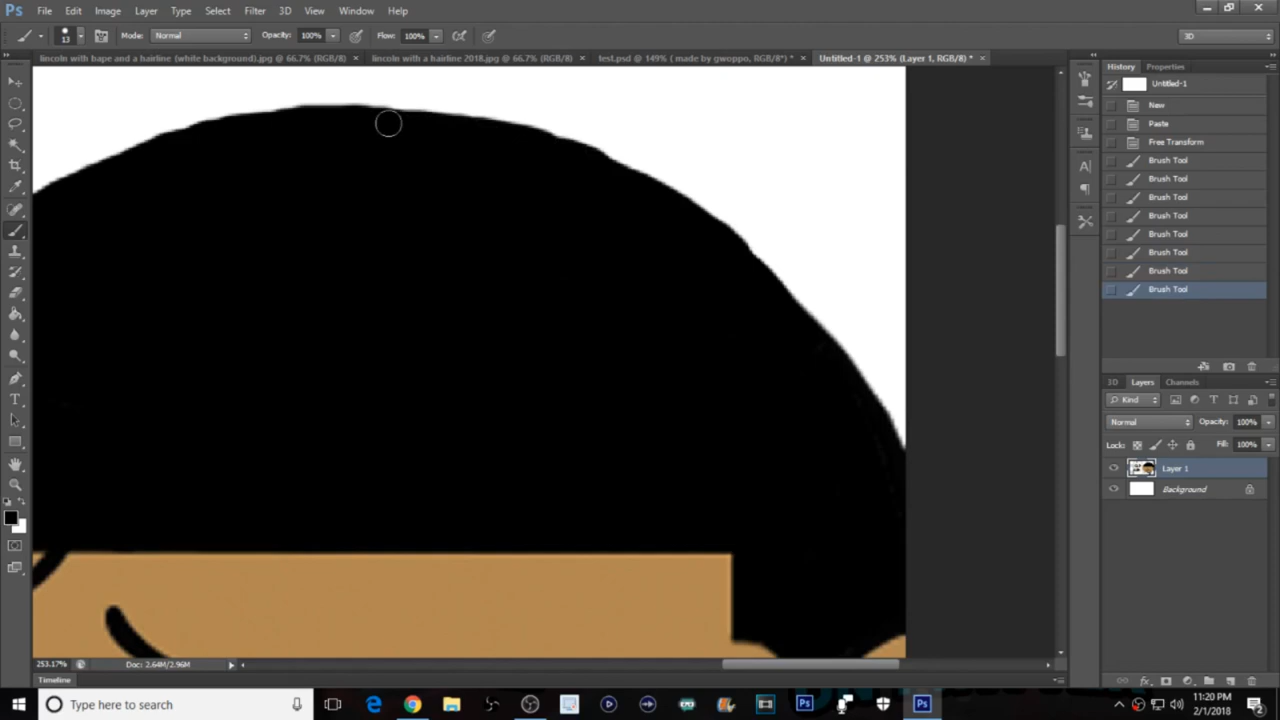 Ps File Edit Image Layer Type Select Filter 3D View Window Help
13 Mode: Normal Opacity: 100% Flow: 100% 3D
lincoln with bape and a hairline (white background).jpg @ 66.7% (RGB/8) × lincoln with a hairline 2018.jpg @ 66.7% (RGB/8) × test.psd @ 149% ( made by gwoppo, RGB/8*) * × Untitled-1 @ 253% (Layer 1, RGB/8) * ×
History Properties
Untitled-1
New
Paste
Free Transform
Brush Tool
Brush Tool
Brush Tool
Brush Tool
Brush Tool
Brush Tool
Brush Tool
Brush Tool
3D Layers Channels
Kind
Normal Opacity: 100%
Lock: Fill: 100%
Layer 1
Background
253.17% Doc: 2.64M/2.96M
Timeline
Type here to search
11:20 PM
2/1/2018